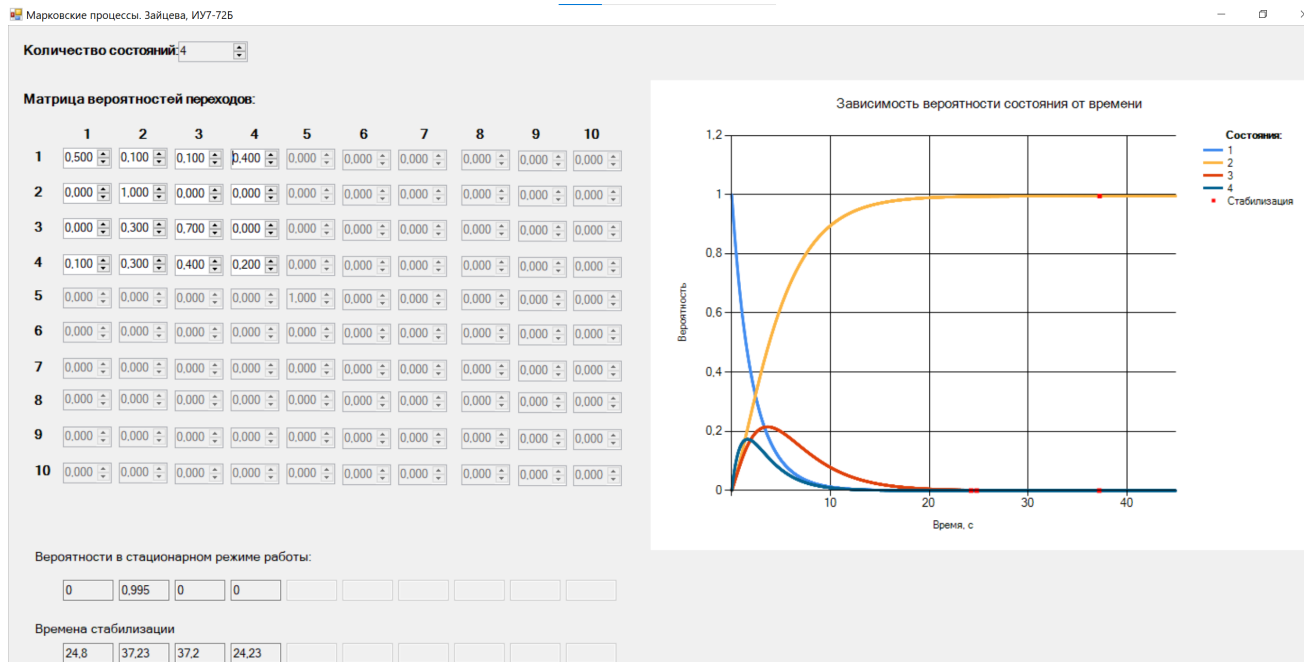 Марковские процессы. Зайцева, ИУ7-72Б
Количество состояний: 4
Матрица вероятностей переходов:
1 2 3 4 5 6 7 8 9 10
1 0,500 0,100 0,100 0,400 0,000 0,000 0,000 0,000 0,000 0,000
2 0,000 1,000 0,000 0,000 0,000 0,000 0,000 0,000 0,000 0,000
3 0,000 0,300 0,700 0,000 0,000 0,000 0,000 0,000 0,000 0,000
4 0,100 0,300 0,400 0,200 0,000 0,000 0,000 0,000 0,000 0,000
5 0,000 0,000 0,000 0,000 1,000 0,000 0,000 0,000 0,000 0,000
6 0,000 0,000 0,000 0,000 0,000 0,000 0,000 0,000 0,000 0,000
7 0,000 0,000 0,000 0,000 0,000 0,000 0,000 0,000 0,000 0,000
8 0,000 0,000 0,000 0,000 0,000 0,000 0,000 0,000 0,000 0,000
9 0,000 0,000 0,000 0,000 0,000 0,000 0,000 0,000 0,000 0,000
10 0,000 0,000 0,000 0,000 0,000 0,000 0,000 0,000 0,000 0,000
Вероятности в стационарном режиме работы:
0 0,995 0 0
Времена стабилизации
24,8 37,23 37,2 24,23
Зависимость вероятности состояния от времени
1,2
1
0,8
0,6
0,4
0,2
0
Вероятность
10 20 30 40
Время, с
Состояния:
1
2
3
4
Стабилизация